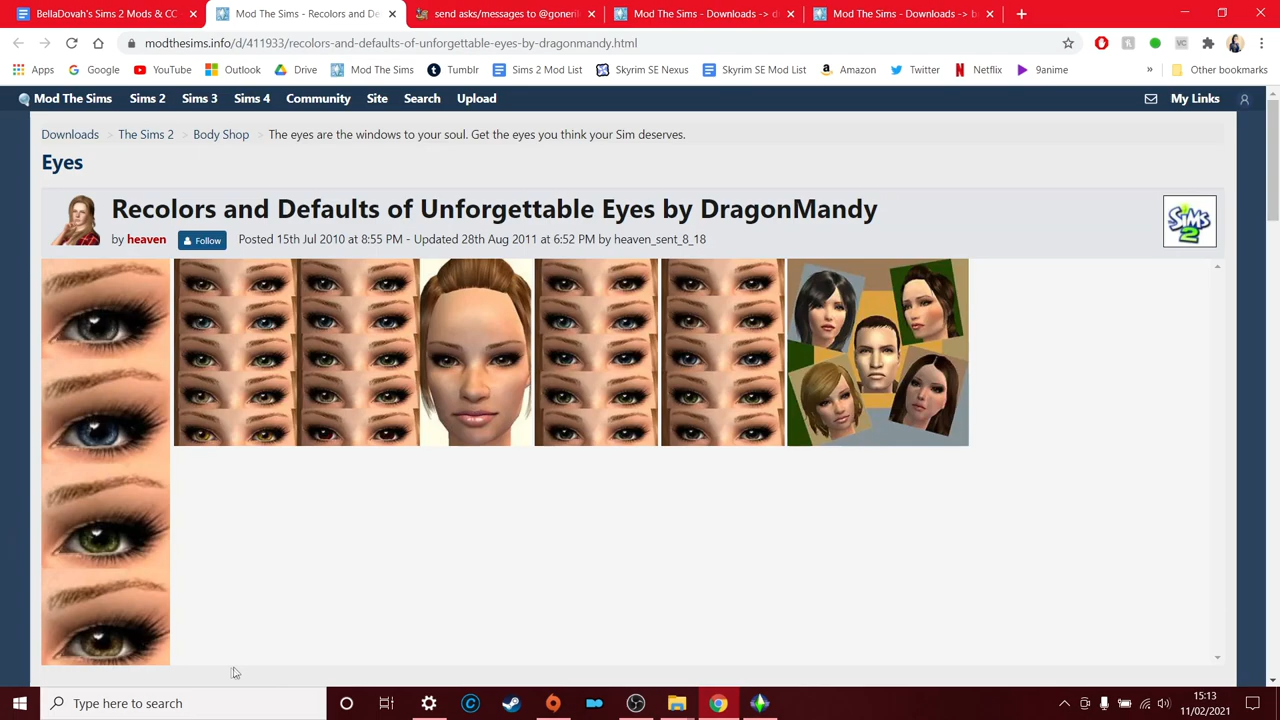 BellaDovah's Sims 2 Mods & CC
Mod The Sims - Recolors and De
send asks/messages to @goneril
Mod The Sims - Downloads -> de
Mod The Sims - Downloads -> b
modthesims.info/d/411933/recolors-and-defaults-of-unforgettable-eyes-by-dragonmandy.html
Apps Google YouTube Outlook Drive Mod The Sims Tumblr Sims 2 Mod List Skyrim SE Nexus Skyrim SE Mod List Amazon Twitter Netflix 9anime » Other bookmarks
Mod The Sims Sims 2 Sims 3 Sims 4 Community Site Search Upload My Links
Downloads > The Sims 2 > Body Shop > The eyes are the windows to your soul. Get the eyes you think your Sim deserves.
Eyes
Recolors and Defaults of Unforgettable Eyes by DragonMandy
by heaven Follow Posted 15th Jul 2010 at 8:55 PM - Updated 28th Aug 2011 at 6:52 PM by heaven_sent_8_18
SiMS 2
Type here to search
15:13
11/02/2021